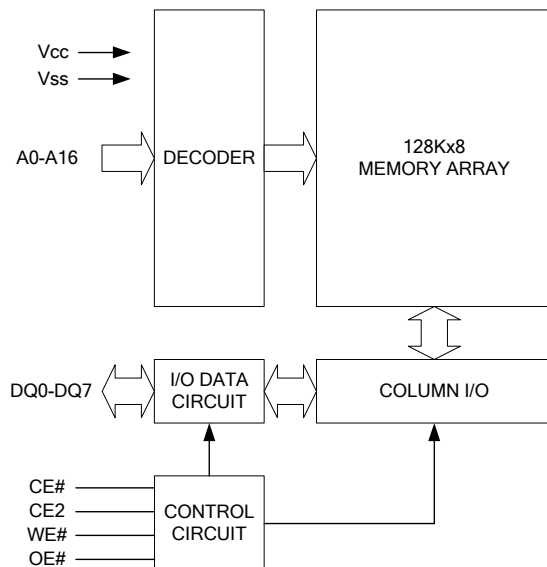 Vcc
Vss
A0-A16
DECODER
128Kx8
MEMORY ARRAY
DQ0-DQ7
I/O DATA
CIRCUIT
COLUMN I/O
CE#
CE2
WE#
OE#
CONTROL
CIRCUIT